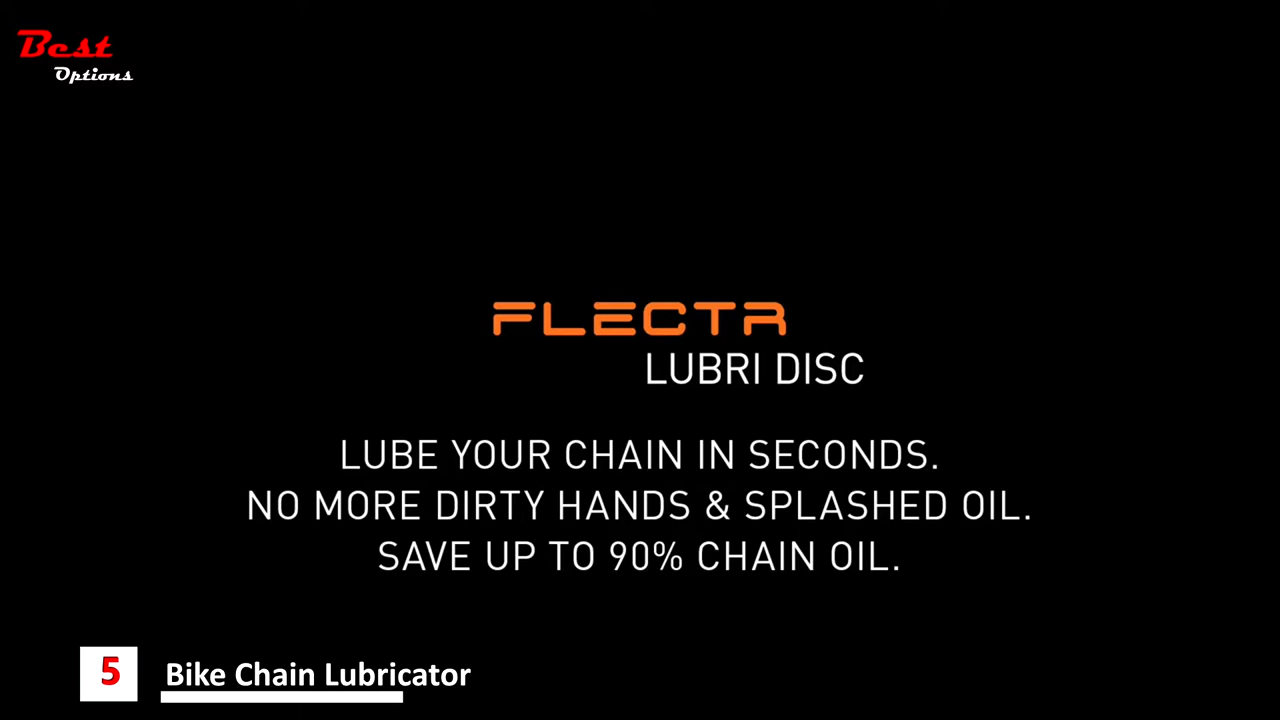 Best
Options
FLECTR
LUBRI DISC
LUBE YOUR CHAIN IN SECONDS.
NO MORE DIRTY HANDS & SPLASHED OIL.
SAVE UP TO 90% CHAIN OIL.
5 Bike Chain Lubricator